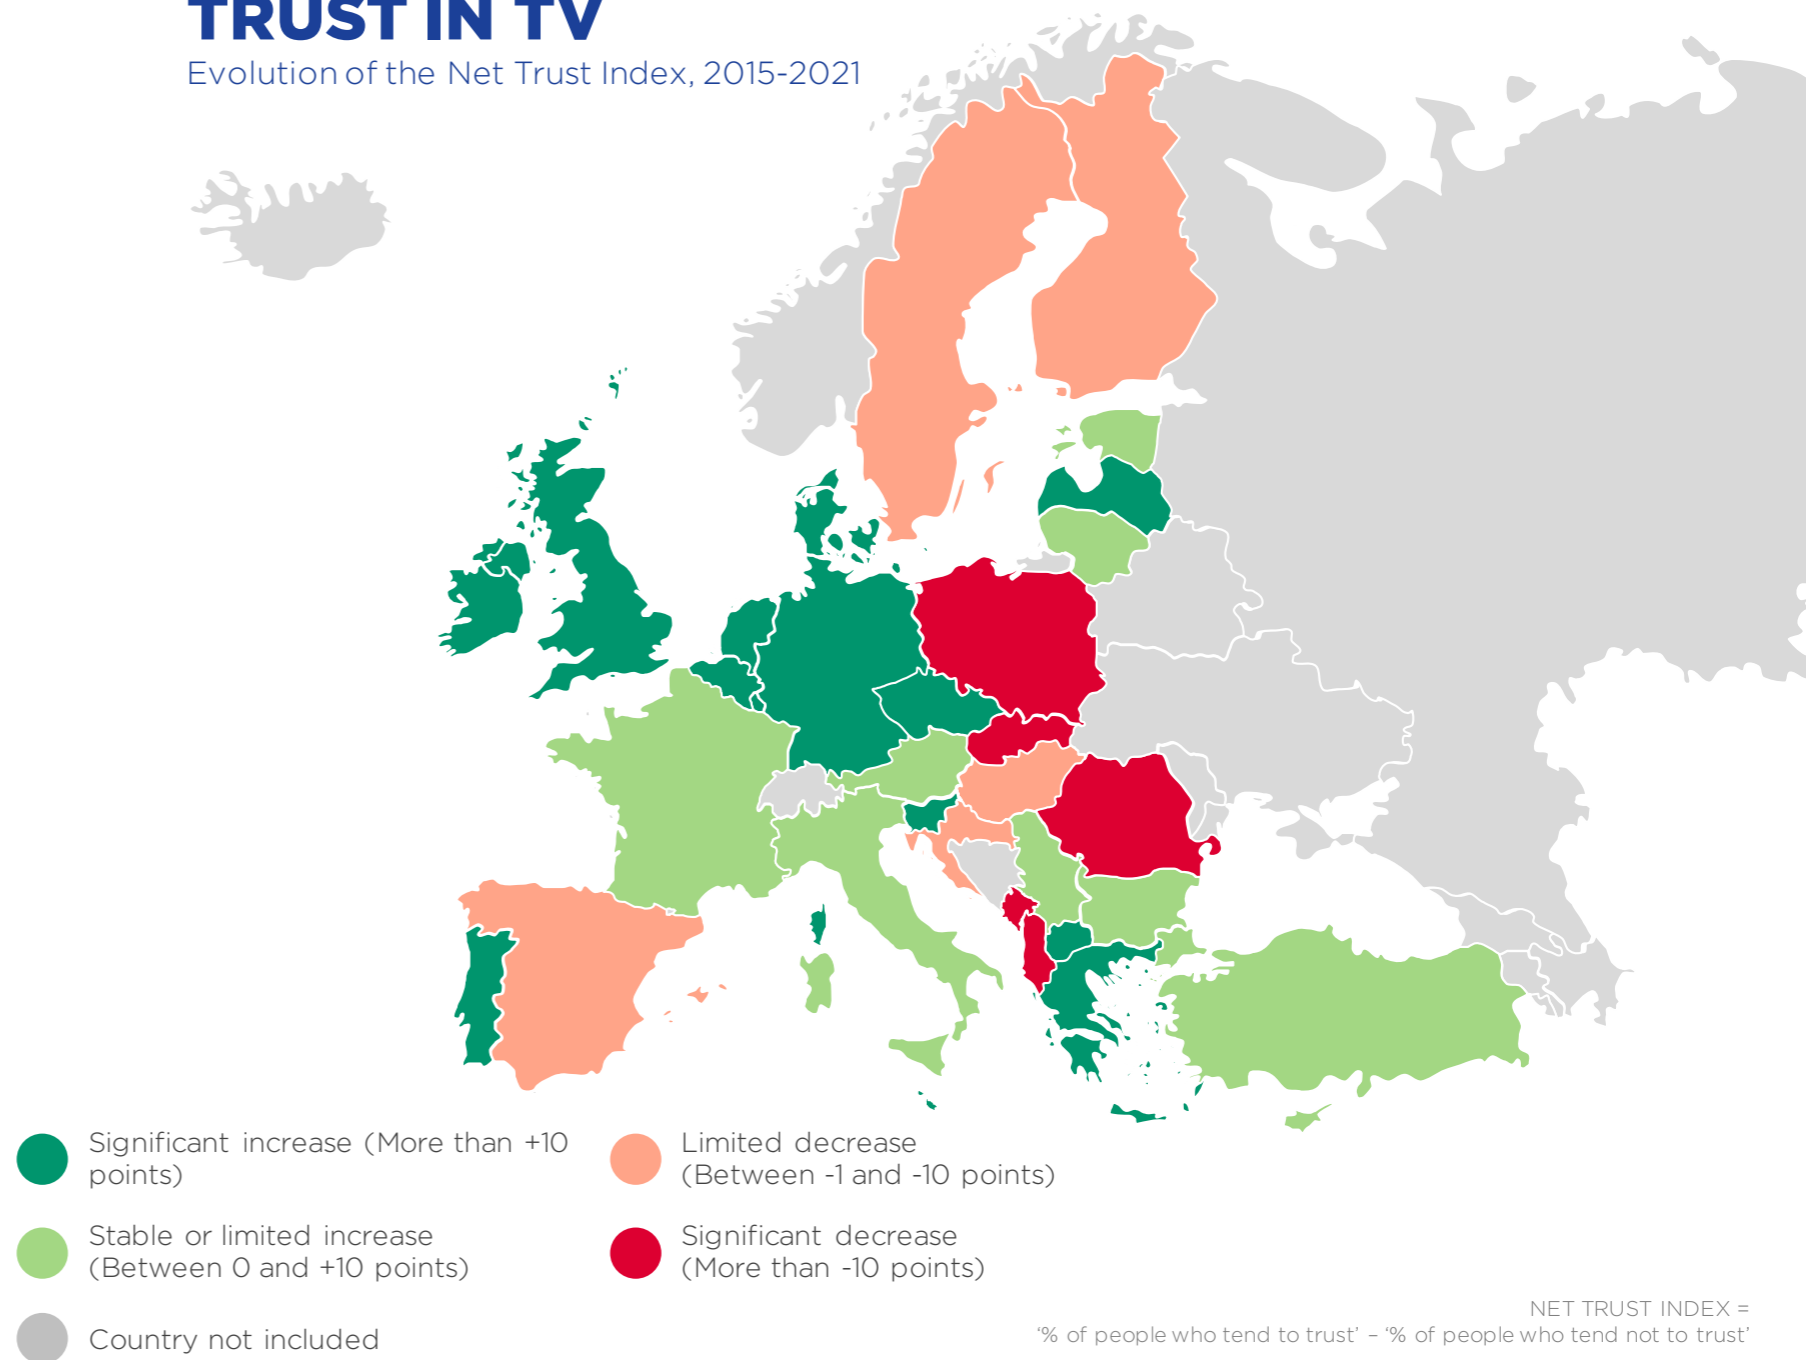 TRUST IN TV
Evolution of the Net Trust Index, 2015-2021
Significant increase (More than +10
points)
Limited decrease
(Between -1 and -10 points)
Stable or limited increase
(Between 0 and +10 points)
Significant decrease
(More than -10 points)
Country not included
NET TRUST INDEX =
‘% of people who tend to trust’ – ‘% of people who tend not to trust’